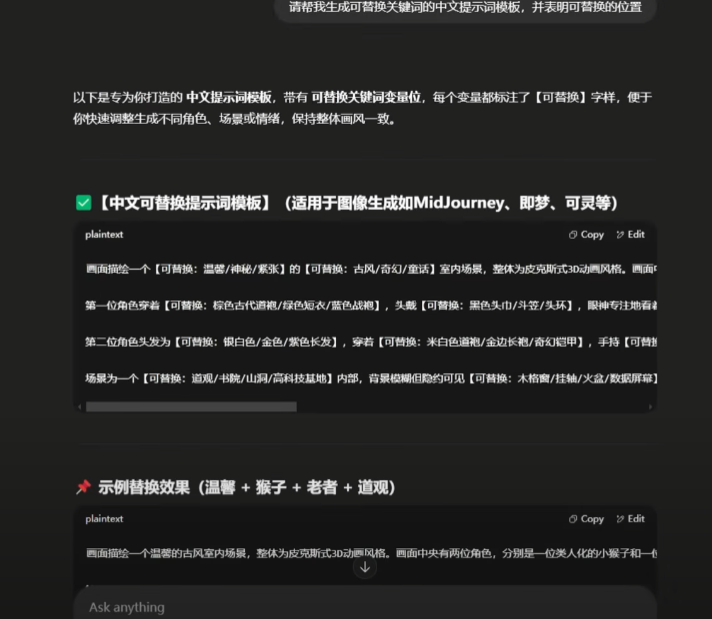 请帮我生成可替换关键词的中文提示词模板，并表明可替换的位置
以下是专为你打造的 中文提示词模板，带有 可替换关键词变量位，每个变量都标注了【可替换】字样，便于
你快速调整生成不同角色、场景或情绪，保持整体画风一致。
✅【中文可替换提示词模板】（适用于图像生成如MidJourney、即梦、可灵等）
plaintext Copy Edit
画面描绘一个【可替换：温馨/神秘/紧张】的【可替换：古风/奇幻/童话】室内场景，整体为皮克斯式3D动画风格。画面
第一位角色穿着【可替换：棕色古代道袍/绿色短衣/蓝色战袍】，头戴【可替换：黑色头巾/斗笠/头环】，眼神专注地看
第二位角色头发为【可替换：银白色/金色/紫色长发】，穿着【可替换：米白色道袍/金边长袍/奇幻铠甲】，手持【可替
场景为一个【可替换：道观/书院/山洞/高科技基地】内部，背景模糊但隐约可见【可替换：木格窗/挂轴/火盆/数据屏幕】
📌 示例替换效果（温馨 + 猴子 + 老者 + 道观）
plaintext Copy Edit
画面描绘一个温馨的古风室内场景，整体为皮克斯式3D动画风格。画面中央有两位角色，分别是一位类人化的小猴子和一
Ask anything